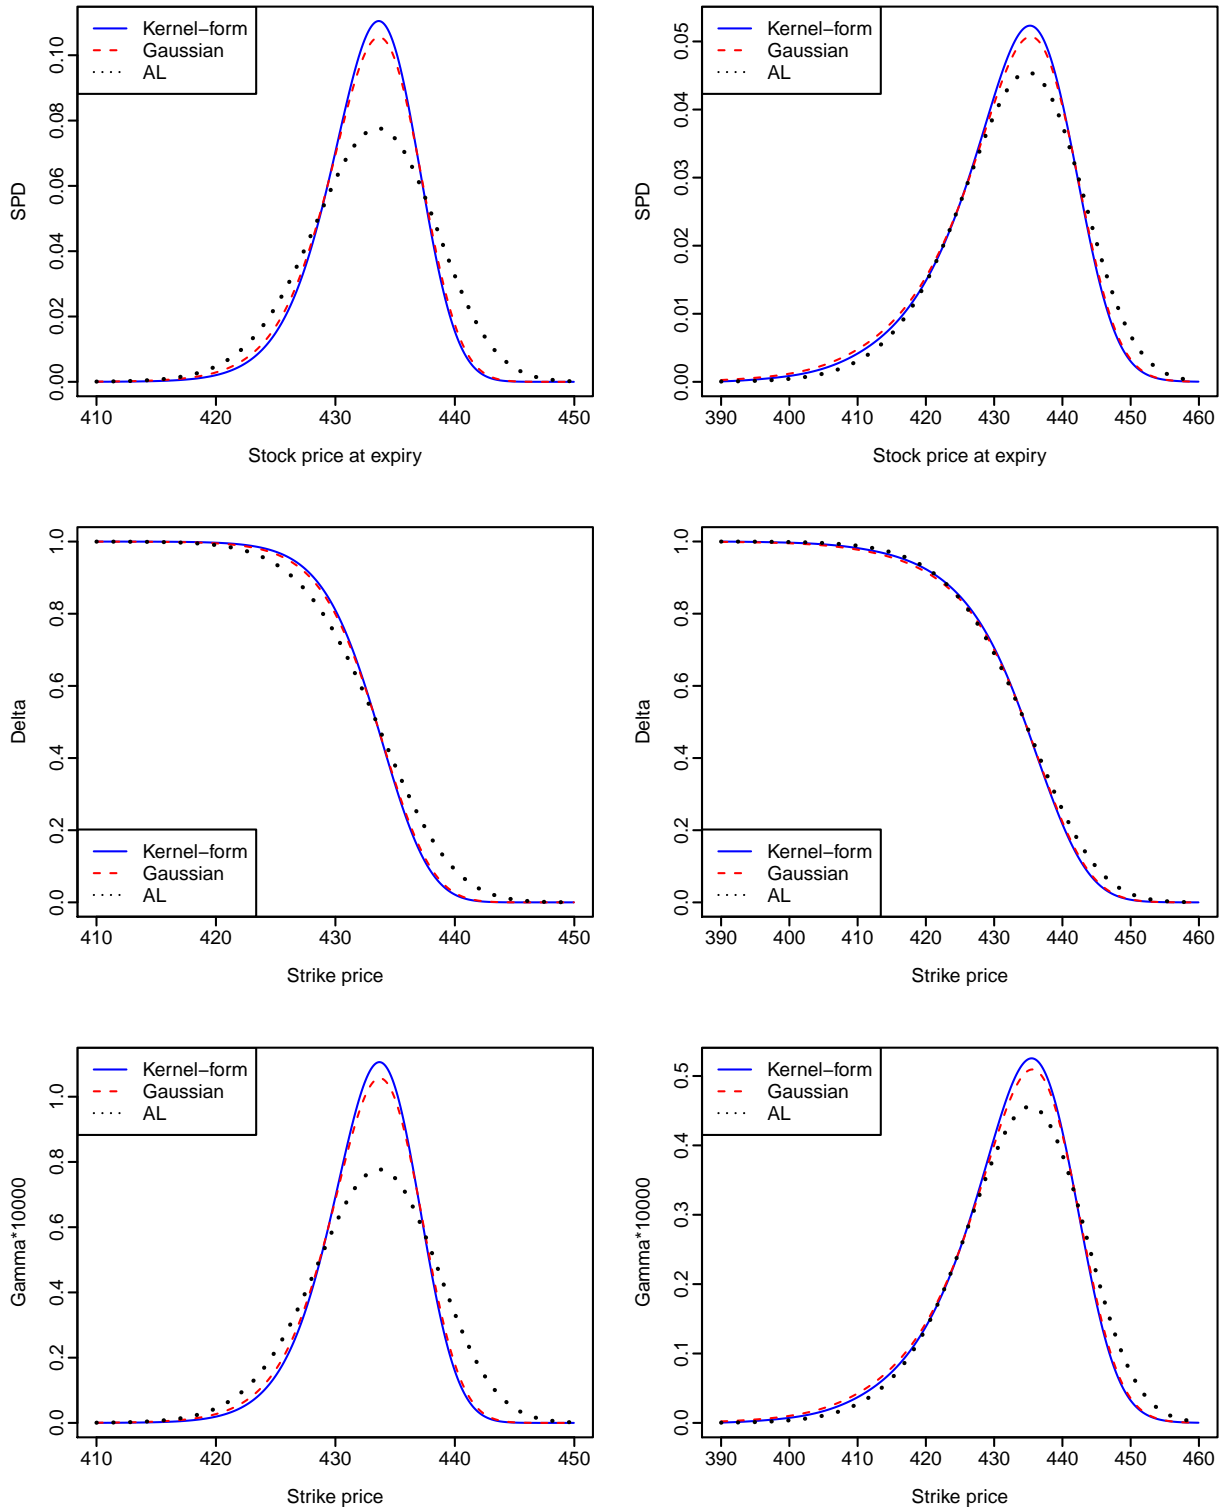 Kernel−form
Gaussian
AL
SPD
0.00 0.02 0.04 0.06 0.08 0.10
410 420 430 440 450
Stock price at expiry
Kernel−form
Gaussian
AL
SPD
0.00 0.01 0.02 0.03 0.04 0.05
390 400 410 420 430 440 450 460
Stock price at expiry
Kernel−form
Gaussian
AL
Delta
0.0 0.2 0.4 0.6 0.8 1.0
410 420 430 440 450
Strike price
Kernel−form
Gaussian
AL
Delta
0.0 0.2 0.4 0.6 0.8 1.0
390 400 410 420 430 440 450 460
Strike price
Kernel−form
Gaussian
AL
Gamma*10000
0.0 0.2 0.4 0.6 0.8 1.0
410 420 430 440 450
Strike price
Kernel−form
Gaussian
AL
Gamma*10000
0.0 0.1 0.2 0.3 0.4 0.5
390 400 410 420 430 440 450 460
Strike price